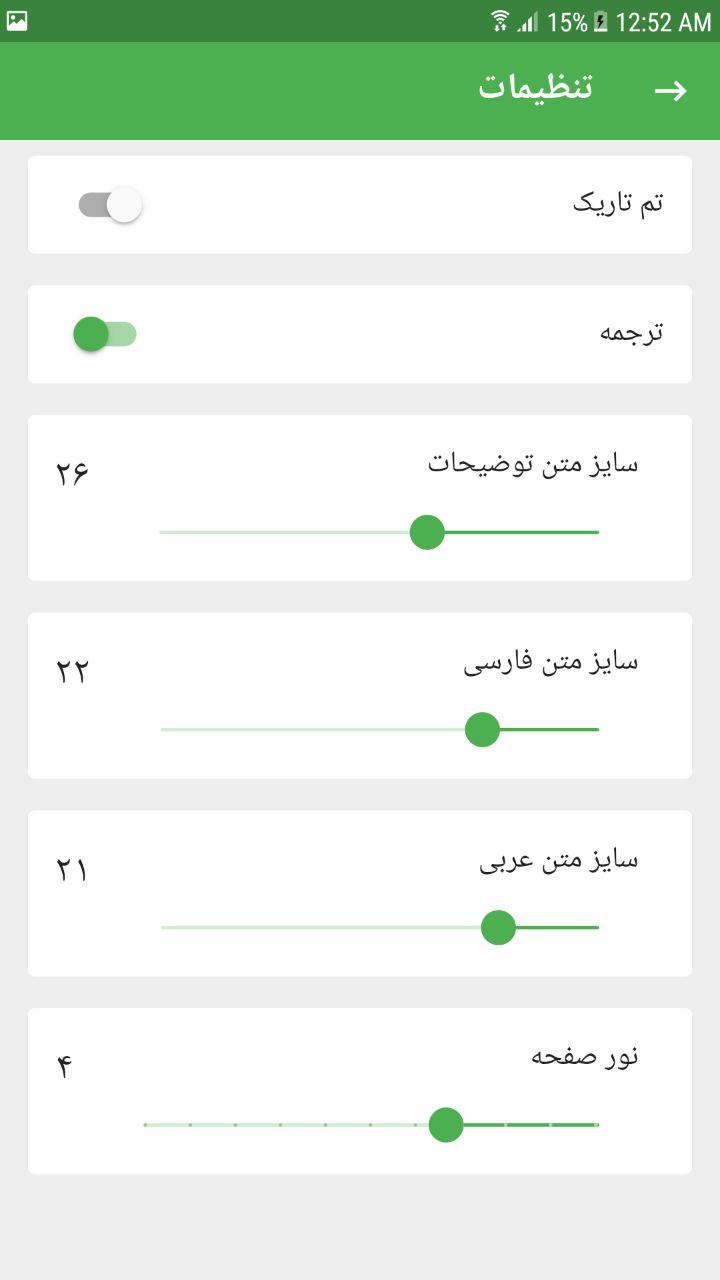 15% 12:52 AM
تنظیمات
تم تاریک
ترجمه
سایز متن توضیحات
۲۶
سایز متن فارسی
۲۲
سایز متن عربی
۲۱
نور صفحه
۴